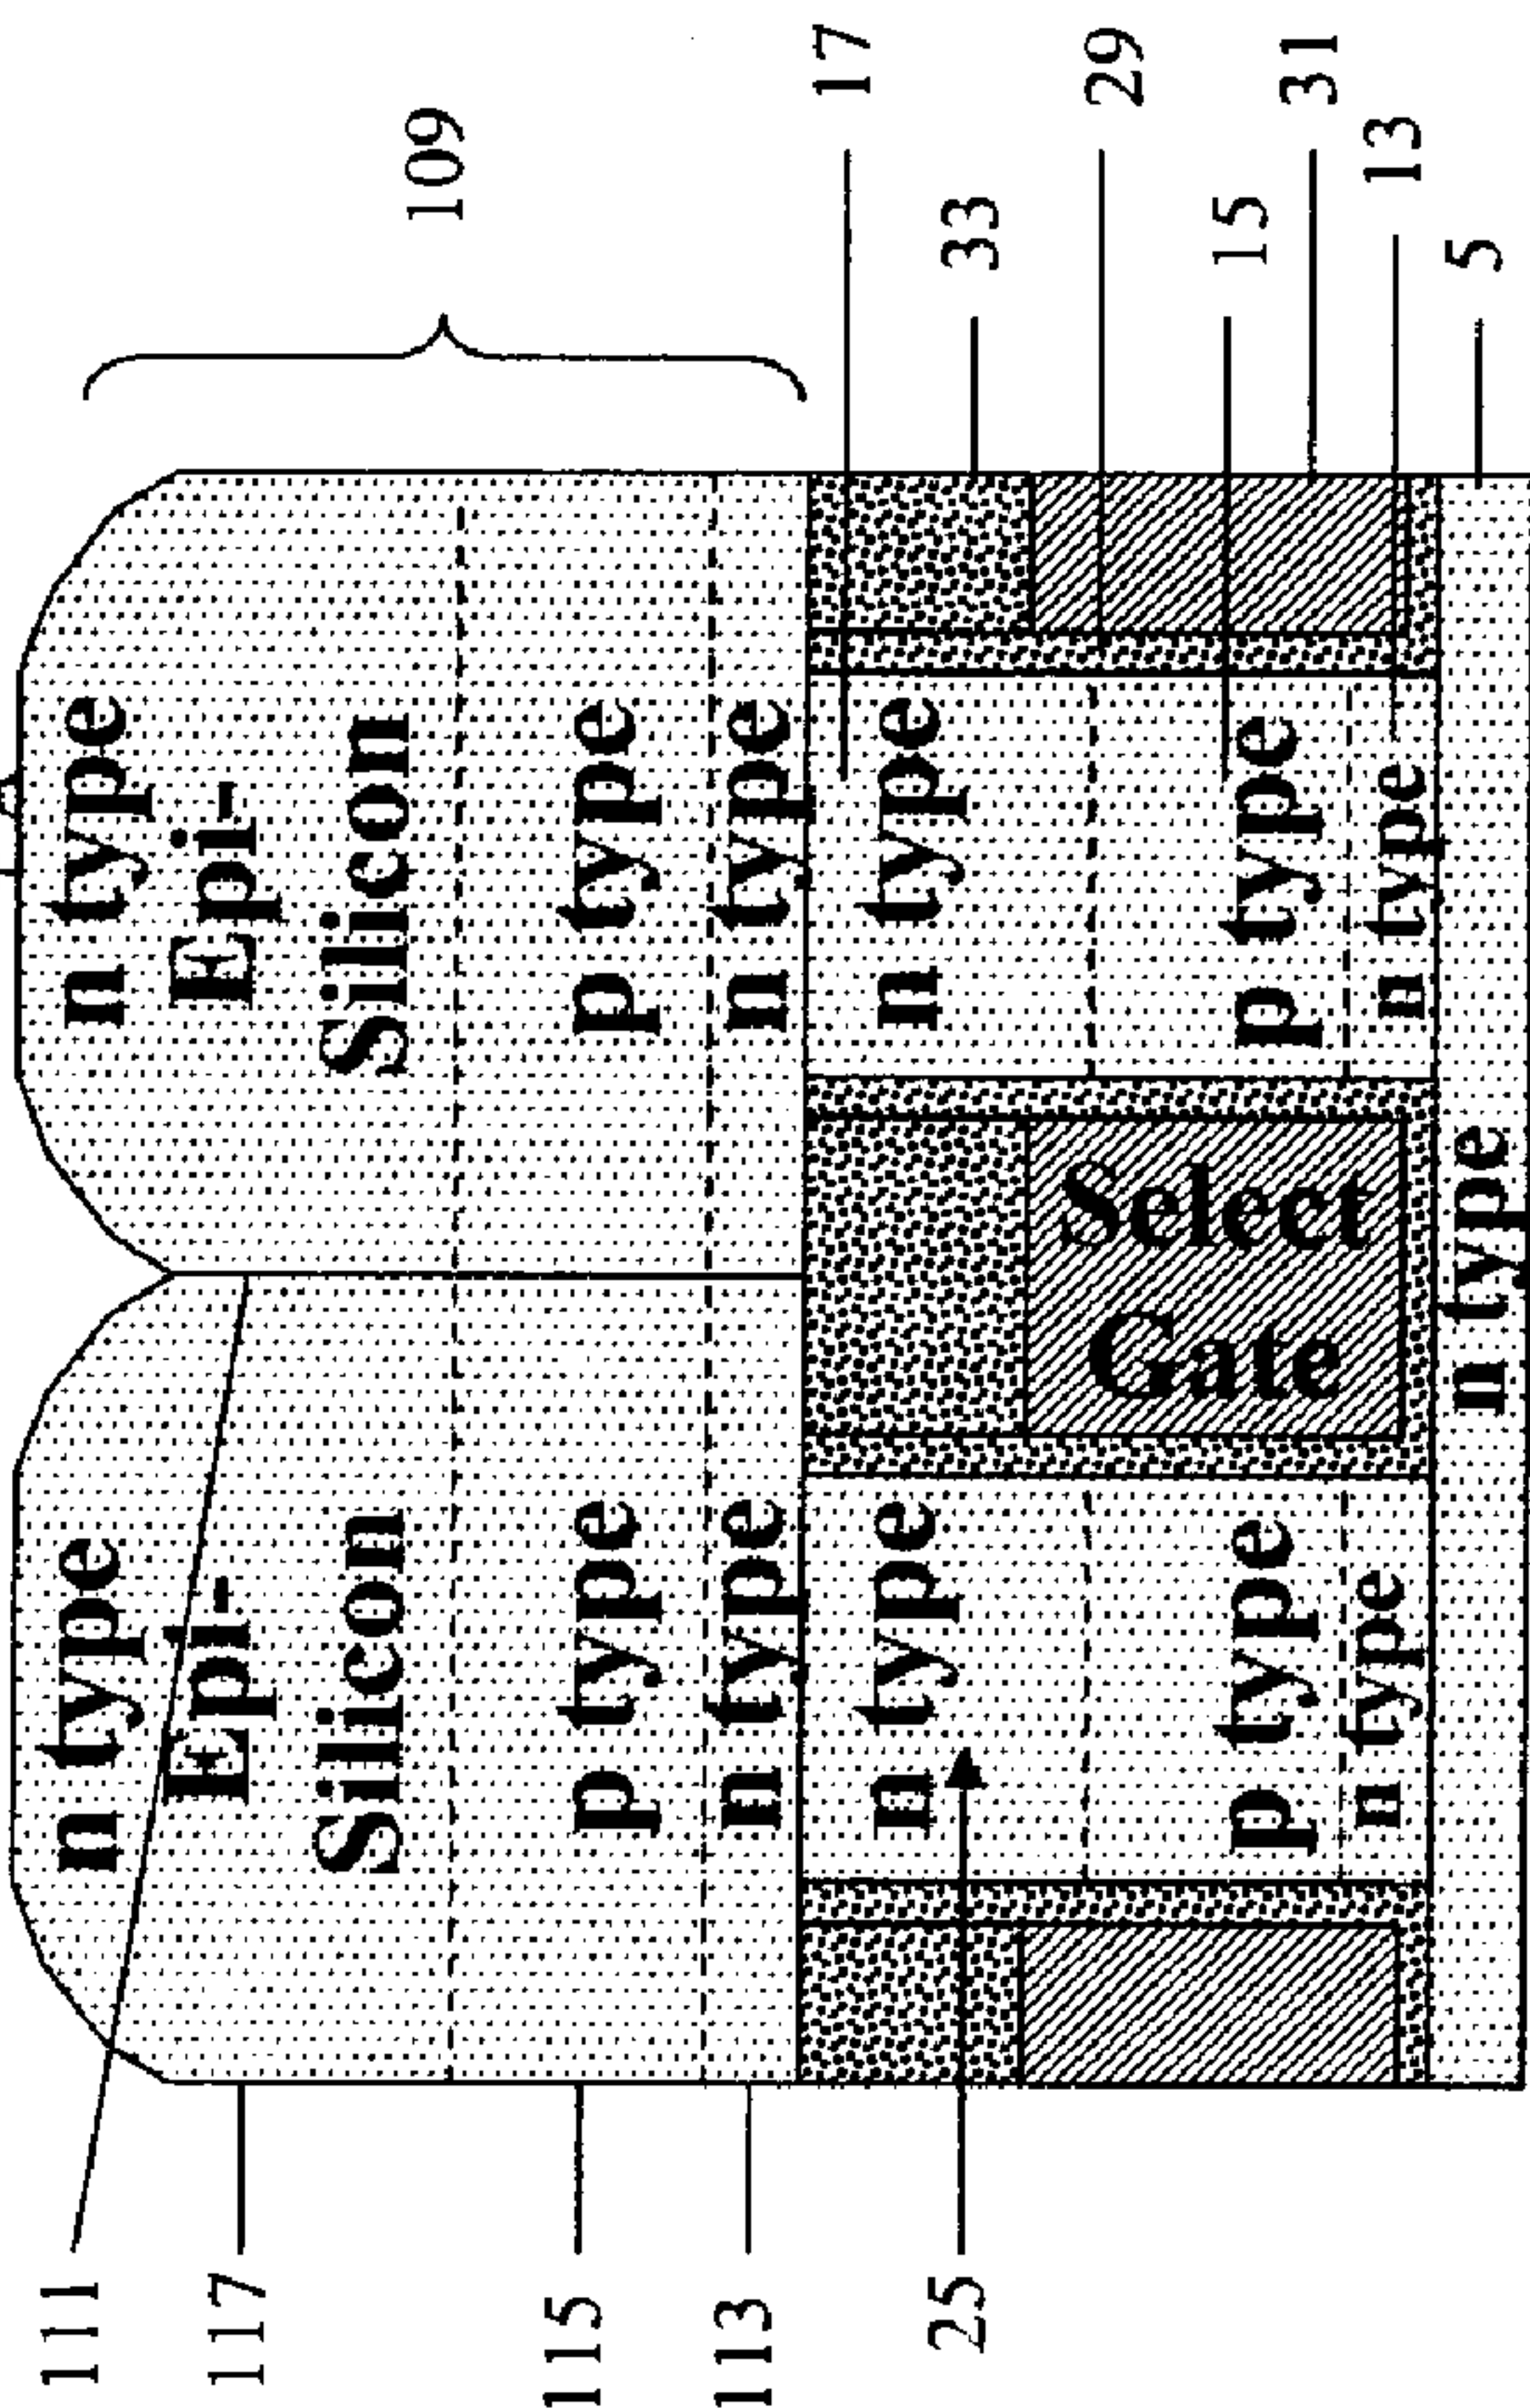 109
17
33
29
15
31
13
5
n type
Epi-
Silicon
p type
n type
n type
p type
n type
Select
Gate
n type
n type
Epi-
Silicon
p type
n type
n type
p type
n type
111
117
115
113
25